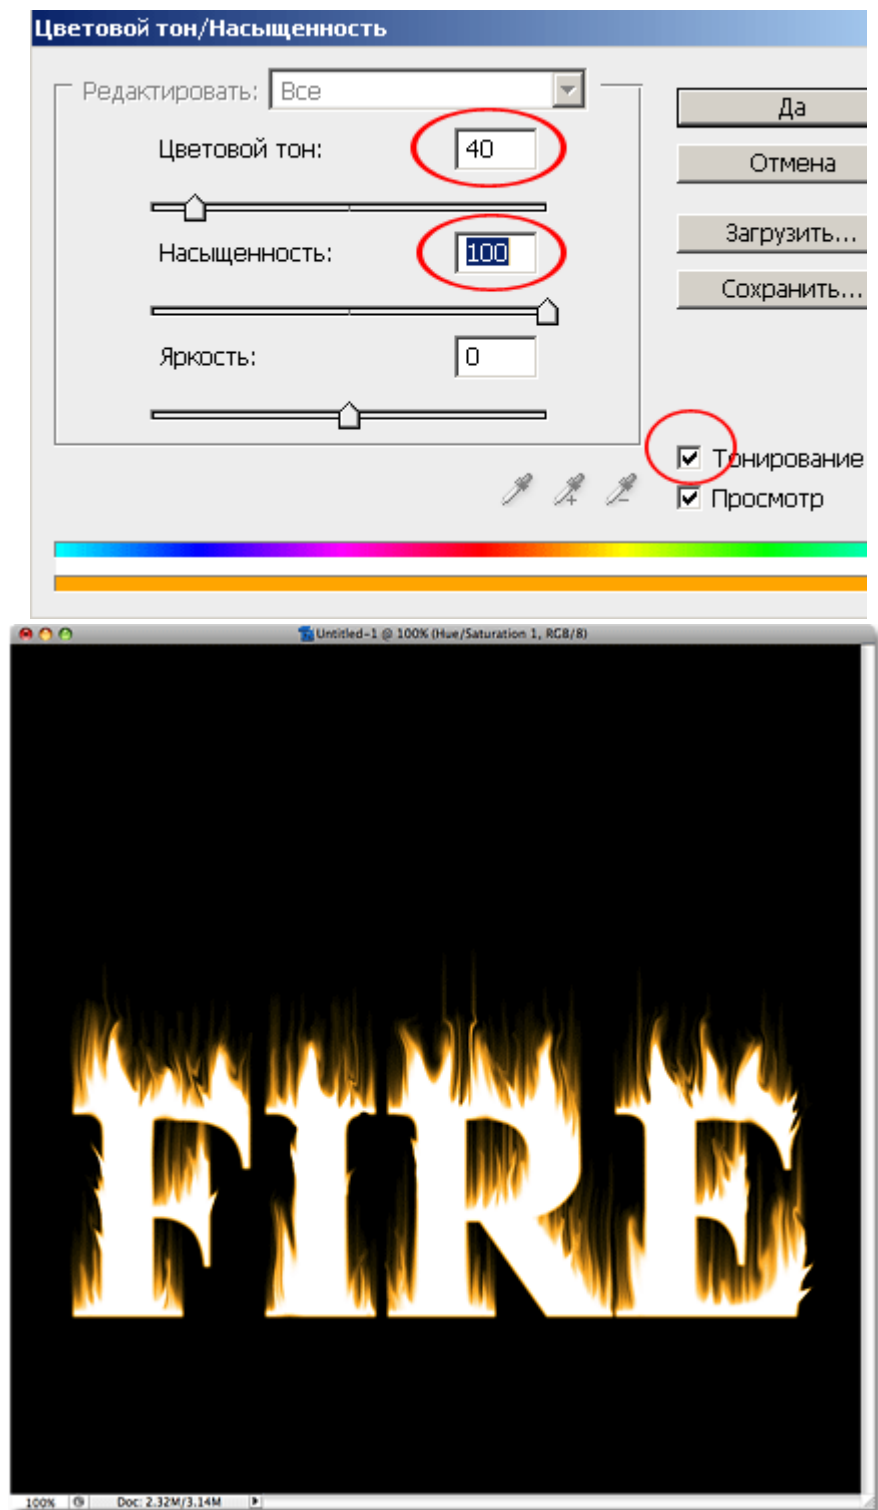 Цветовой тон/Насыщенность
Редактировать: Все
Да
Цветовой тон: 40
Отмена
Насыщенность: 100
Загрузить...
Сохранить...
Яркость: 0
Тонирование
Просмотр
Untitled-1 @ 100% (Hue/Saturation 1, RGB/8)
FIRE
100% Doc: 2.32M/3.14M